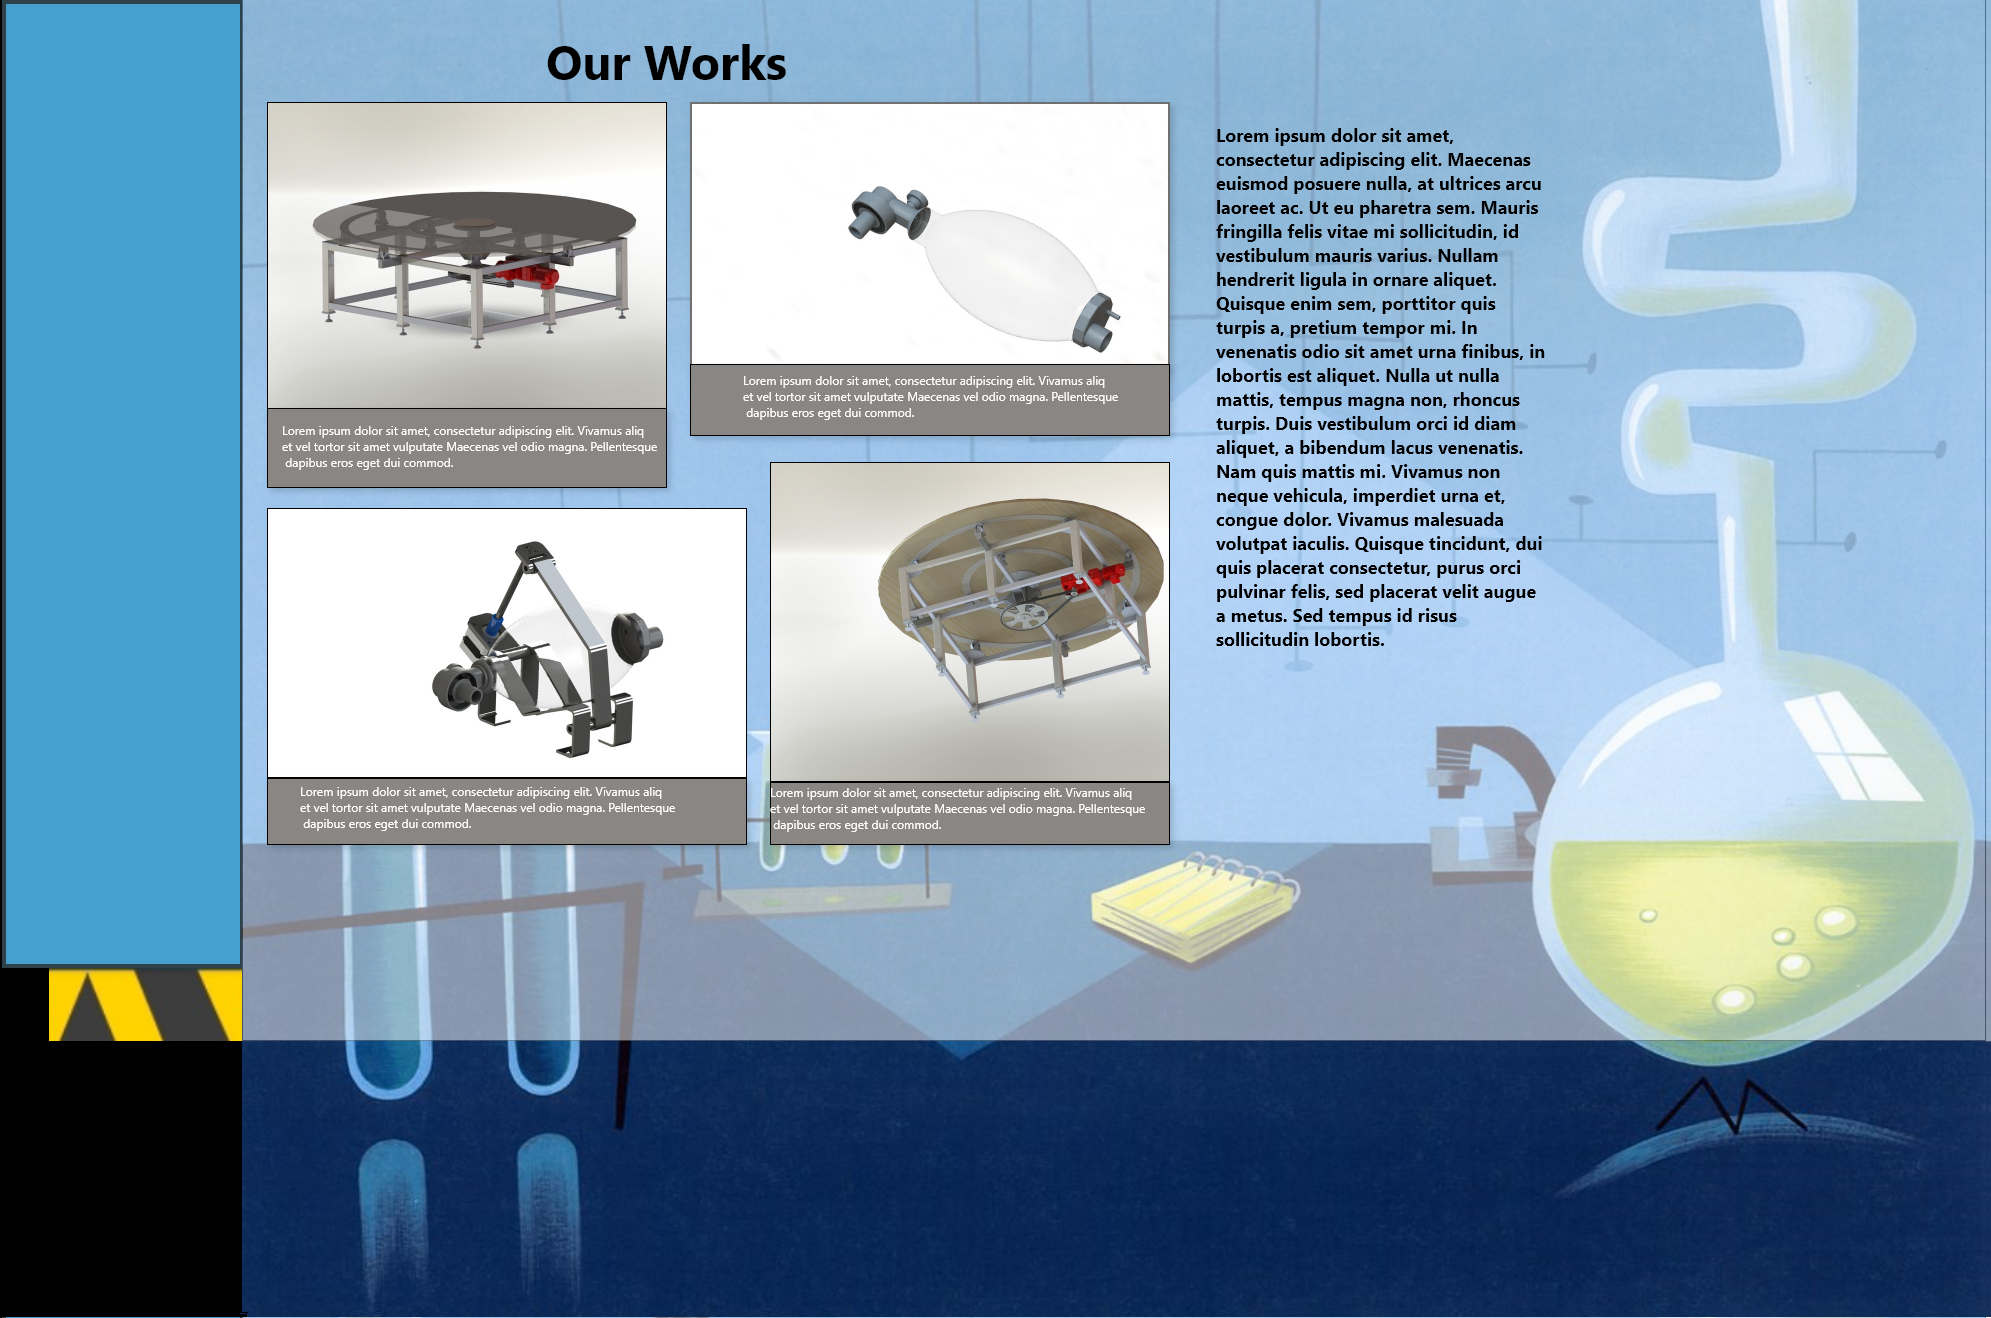 Our Works
Lorem ipsum dolor sit amet, consectetur adipiscing elit. Vivamus aliq
et vel tortor sit amet vulputate Maecenas vel odio magna. Pellentesque
dapibus eros eget dui commod.
Lorem ipsum dolor sit amet, consectetur adipiscing elit. Vivamus aliq
et vel tortor sit amet vulputate Maecenas vel odio magna. Pellentesque
dapibus eros eget dui commod.
Lorem ipsum dolor sit amet, consectetur adipiscing elit. Vivamus aliq
et vel tortor sit amet vulputate Maecenas vel odio magna. Pellentesque
dapibus eros eget dui commod.
Lorem ipsum dolor sit amet, consectetur adipiscing elit. Vivamus aliq
et vel tortor sit amet vulputate Maecenas vel odio magna. Pellentesque
dapibus eros eget dui commod.
Lorem ipsum dolor sit amet,
consectetur adipiscing elit. Maecenas
euismod posuere nulla, at ultrices arcu
laoreet ac. Ut eu pharetra sem. Mauris
fringilla felis vitae mi sollicitudin, id
vestibulum mauris varius. Nullam
hendrerit ligula in ornare aliquet.
Quisque enim sem, porttitor quis
turpis a, pretium tempor mi. In
venenatis odio sit amet urna finibus, in
lobortis est aliquet. Nulla ut nulla
mattis, tempus magna non, rhoncus
turpis. Duis vestibulum orci id diam
aliquet, a bibendum lacus venenatis.
Nam quis mattis mi. Vivamus non
neque vehicula, imperdiet urna et,
congue dolor. Vivamus malesuada
volutpat iaculis. Quisque tincidunt, dui
quis placerat consectetur, purus orci
pulvinar felis, sed placerat velit augue
a metus. Sed tempus id risus
sollicitudin lobortis.